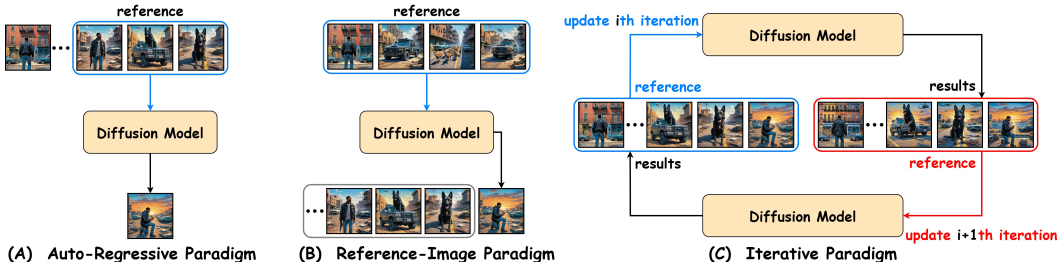 reference
Diffusion Model
(A) Auto-Regressive Paradigm
reference
Diffusion Model
(B) Reference-Image Paradigm
update ith iteration
Diffusion Model
reference
results
results
reference
Diffusion Model
update i+1th iteration
(C) Iterative Paradigm